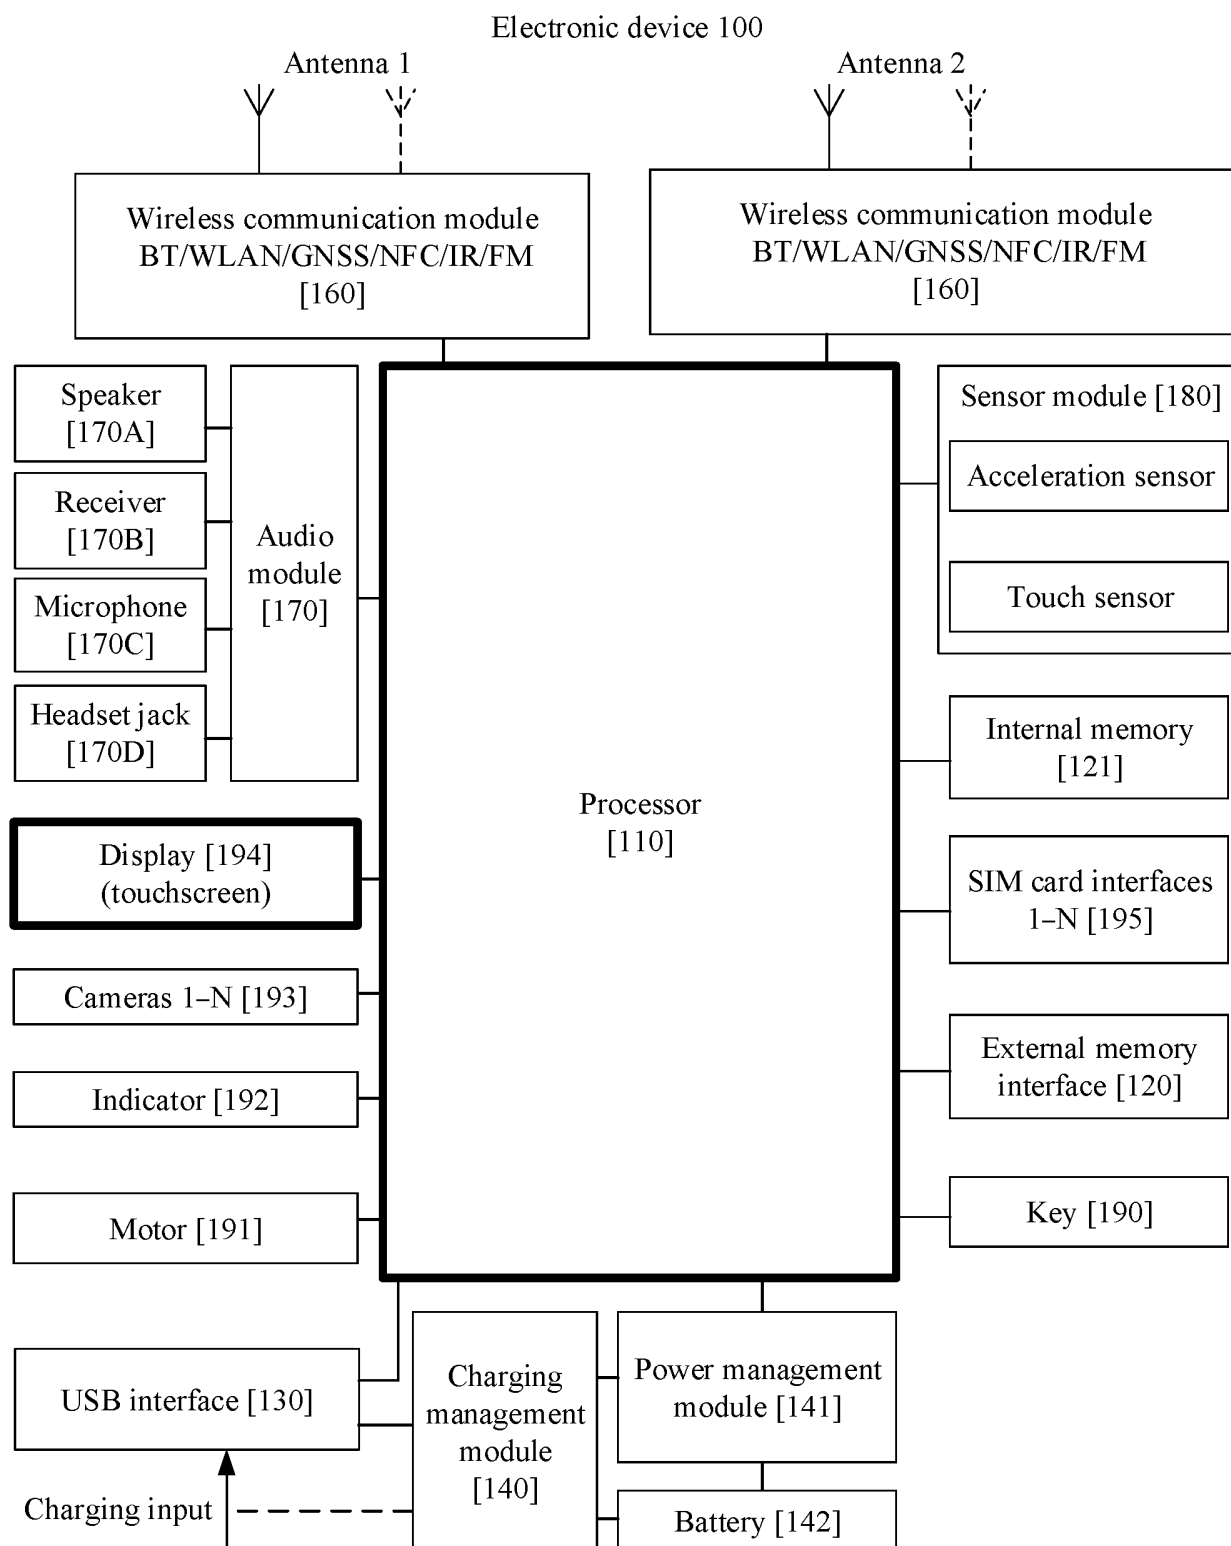 Electronic device 100
Antenna 1
Antenna 2
Wireless communication module
BT/WLAN/GNSS/NFC/IR/FM
[160]
Wireless communication module
BT/WLAN/GNSS/NFC/IR/FM
[160]
Speaker
[170A]
Receiver
[170B]
Microphone
[170C]
Headset jack
[170D]
Audio
module
[170]
Display [194]
(touchscreen)
Cameras 1–N [193]
Indicator [192]
Motor [191]
Processor
[110]
Sensor module [180]
Acceleration sensor
Touch sensor
Internal memory
[121]
SIM card interfaces
1–N [195]
External memory
interface [120]
Key [190]
USB interface [130]
Charging input
Charging
management
module
[140]
Power management
module [141]
Battery [142]